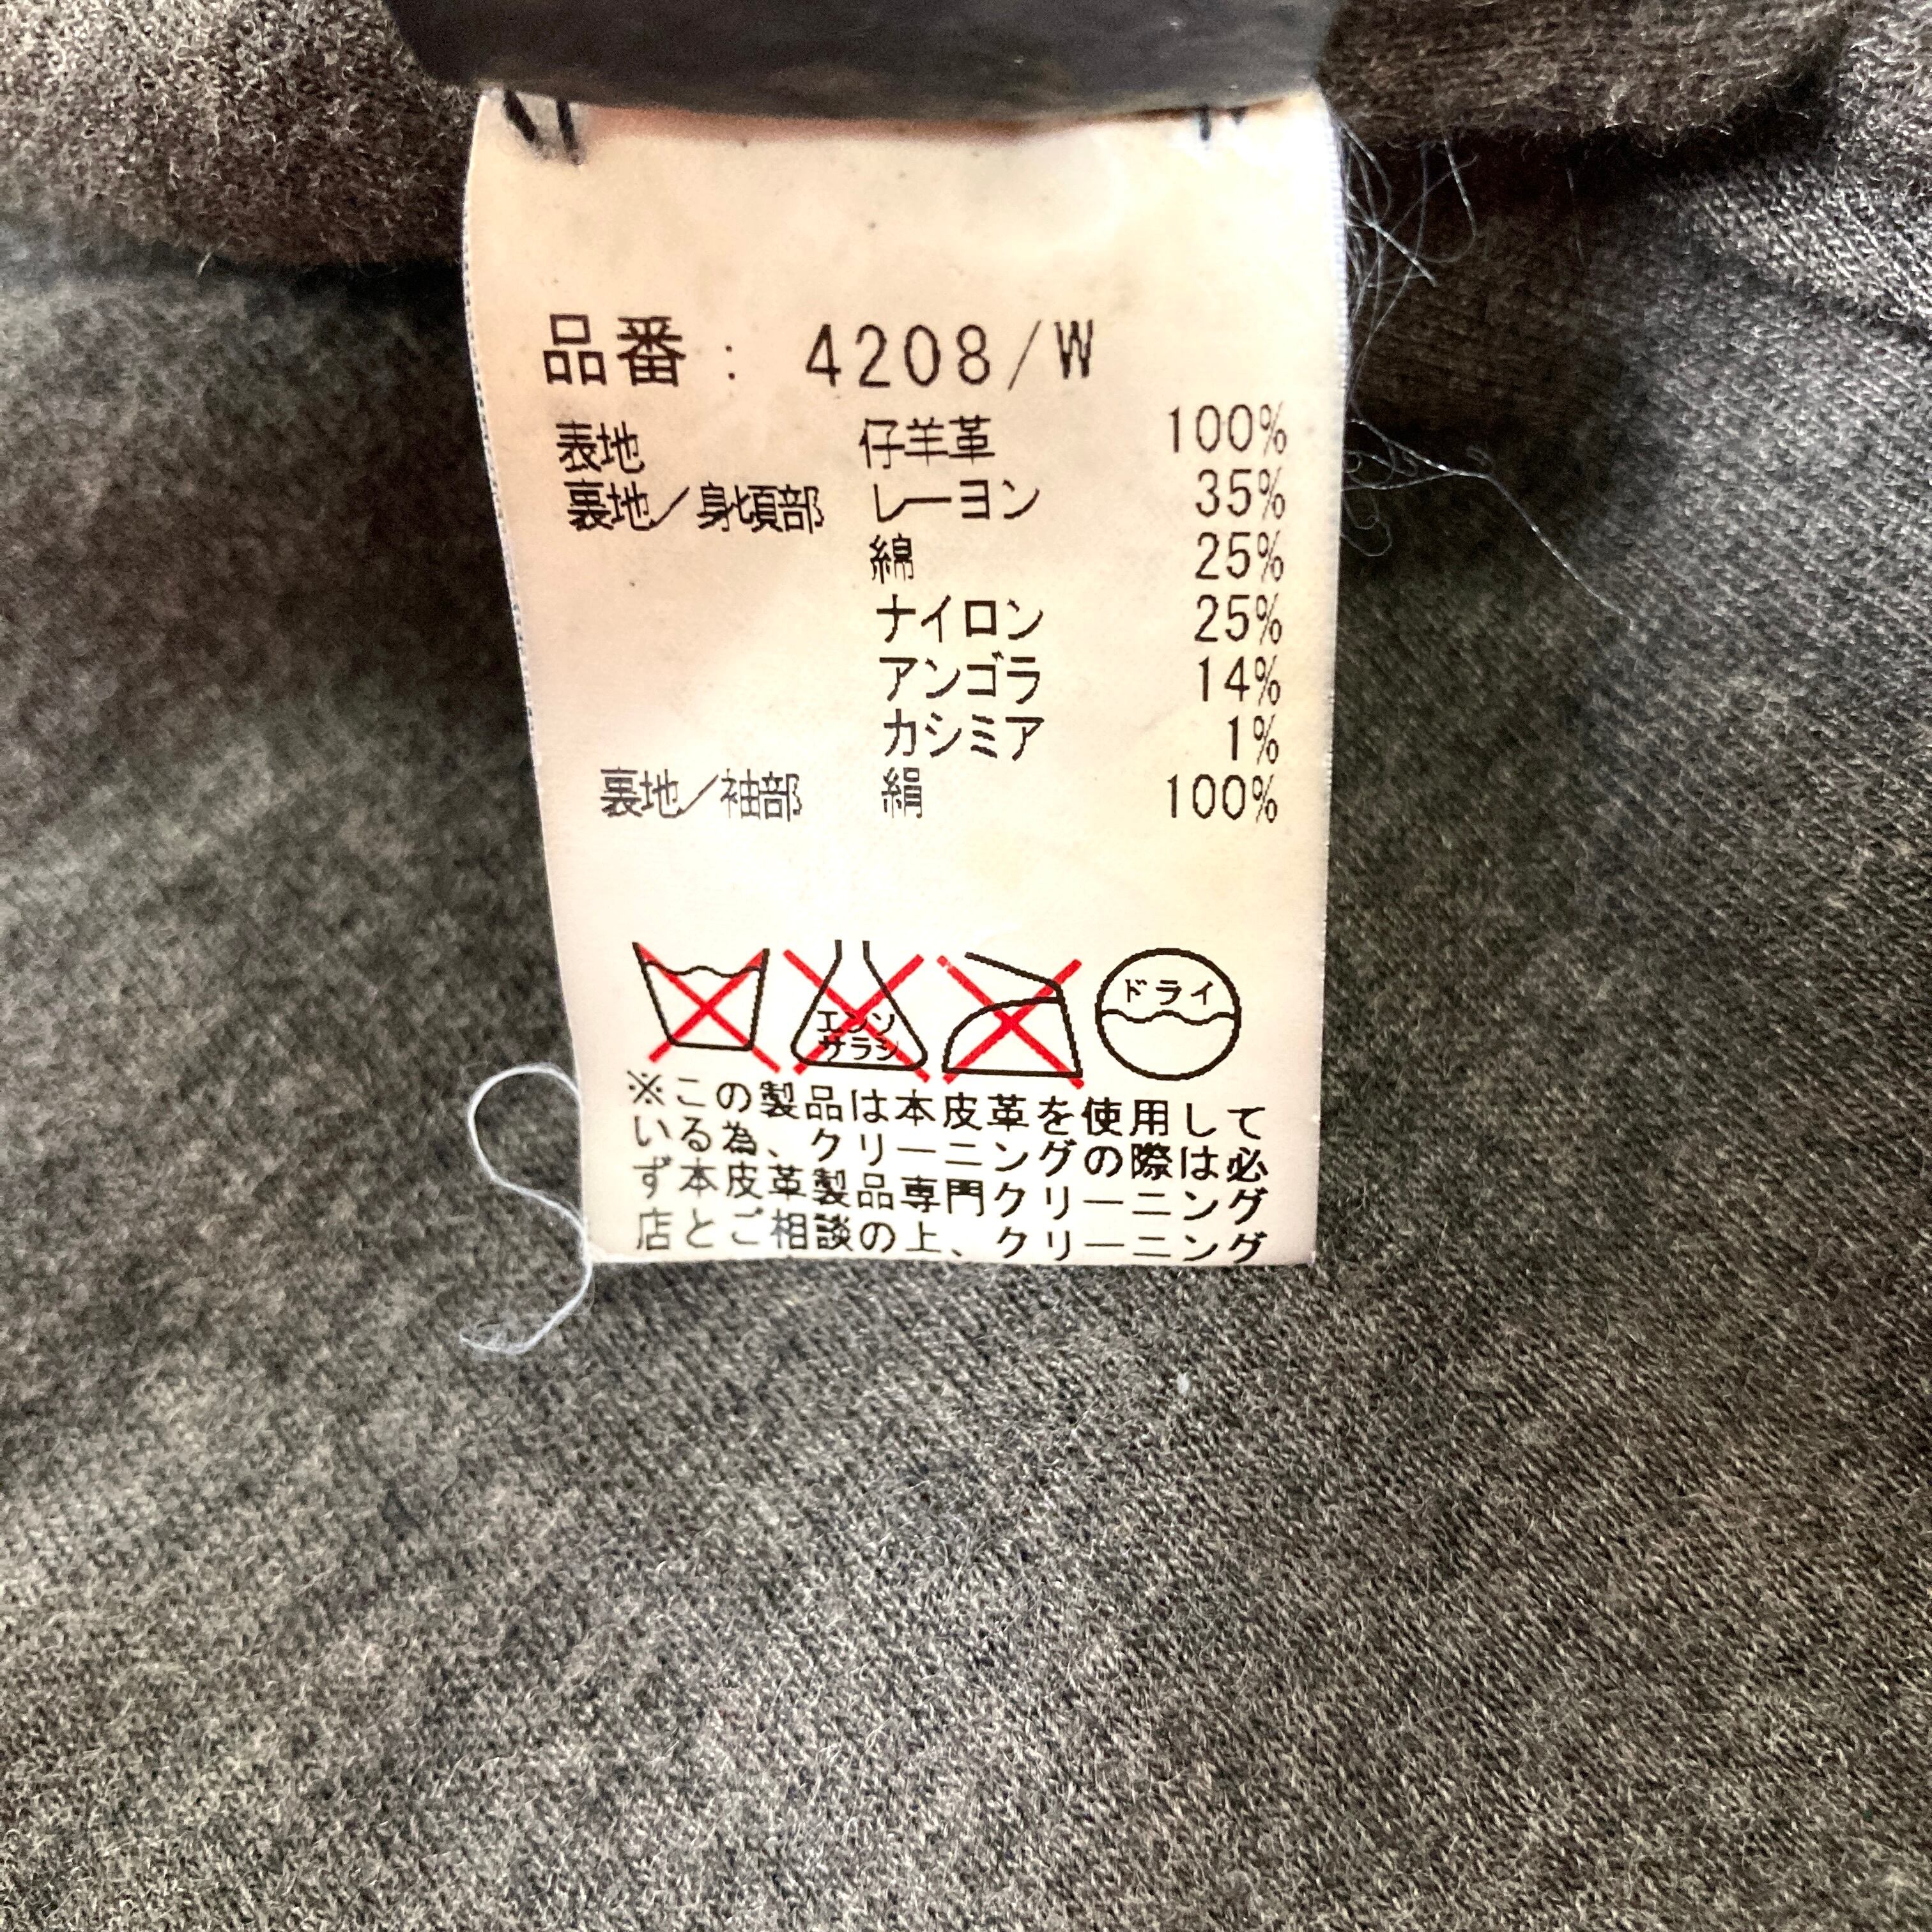 品番: 4208/W
表地 仔羊革 100%
裏地/身頃部 レーヨン 35%
綿 25%
ナイロン 25%
アンゴラ 14%
カシミア 1%
裏地/袖部 絹 100%
エンソ
サラシ
ドライ
※この製品は本皮革を使用して
いる為、クリーニングの際は必
ず本皮革製品専門クリーニング
店とご相談の上、クリーニング